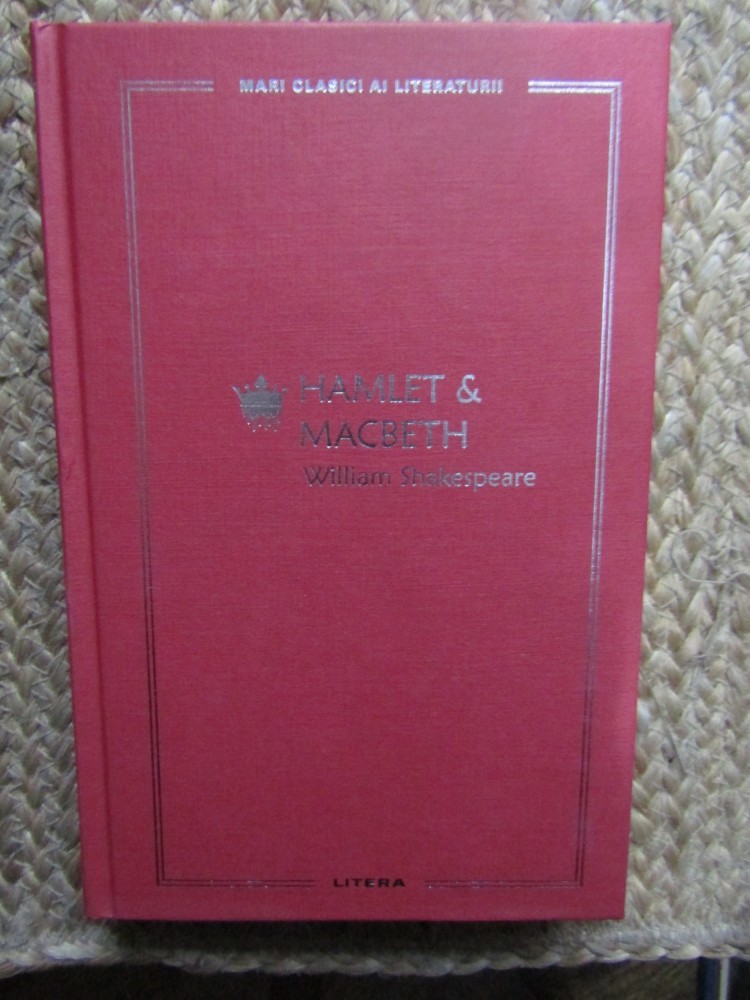 MARI CLASICI AI LITERATURII
HAMLET &
MACBETH
William Shakespeare
LITERA